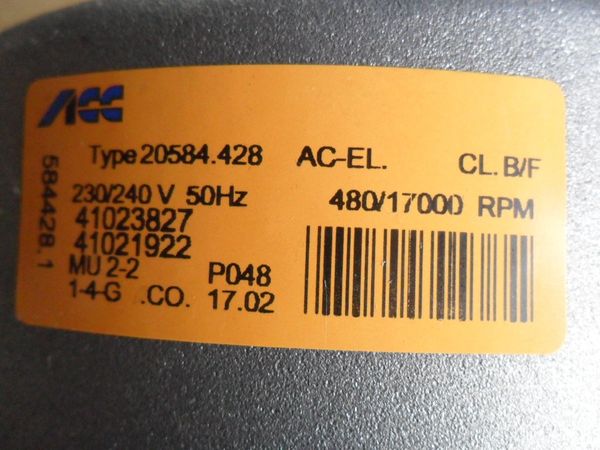 ACC
Type 20584.428 AC-EL. CL. B/F
230/240 V 50Hz 480/17000 RPM
41023827
41021922
MU 2-2 P048
1-4-G .CO. 17.02
584428.1